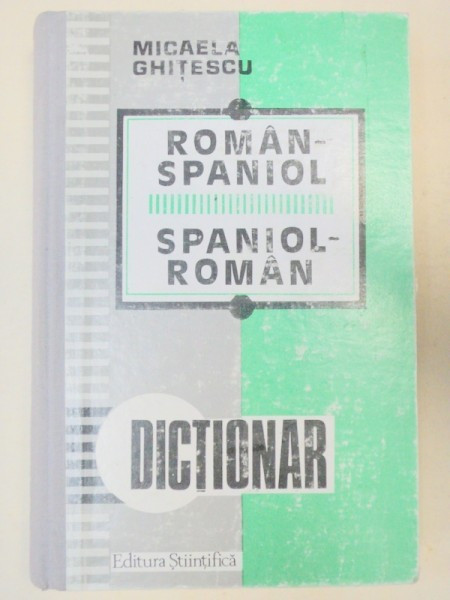 MICAELA
GHIȚESCU
ROMÂN-
SPANIOL
SPANIOL-
ROMÂN
DICȚIONAR
Editura Științifică